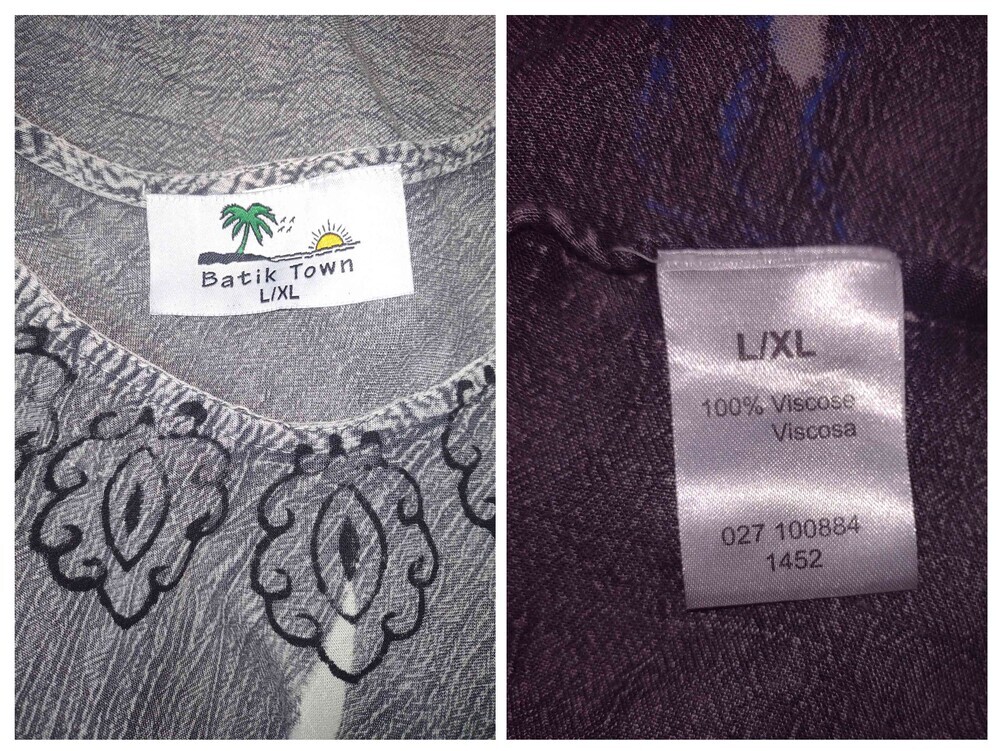 Batik Town
L/XL
L/XL
100% Viscose
Viscosa
027 100884
1452